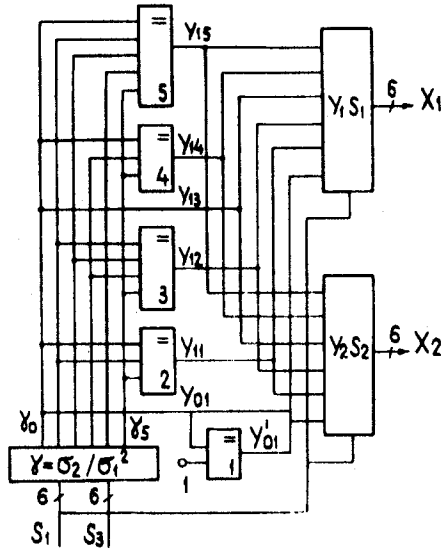 =
5
Y15
=
4
Y14
Y13
=
3
Y12
=
2
Y11
Y01
=
1
Y'01
1
γ0
γ5
γ = σ2 / σ1²
6
6
S1
S3
Y1S1
6
X1
Y2S2
6
X2